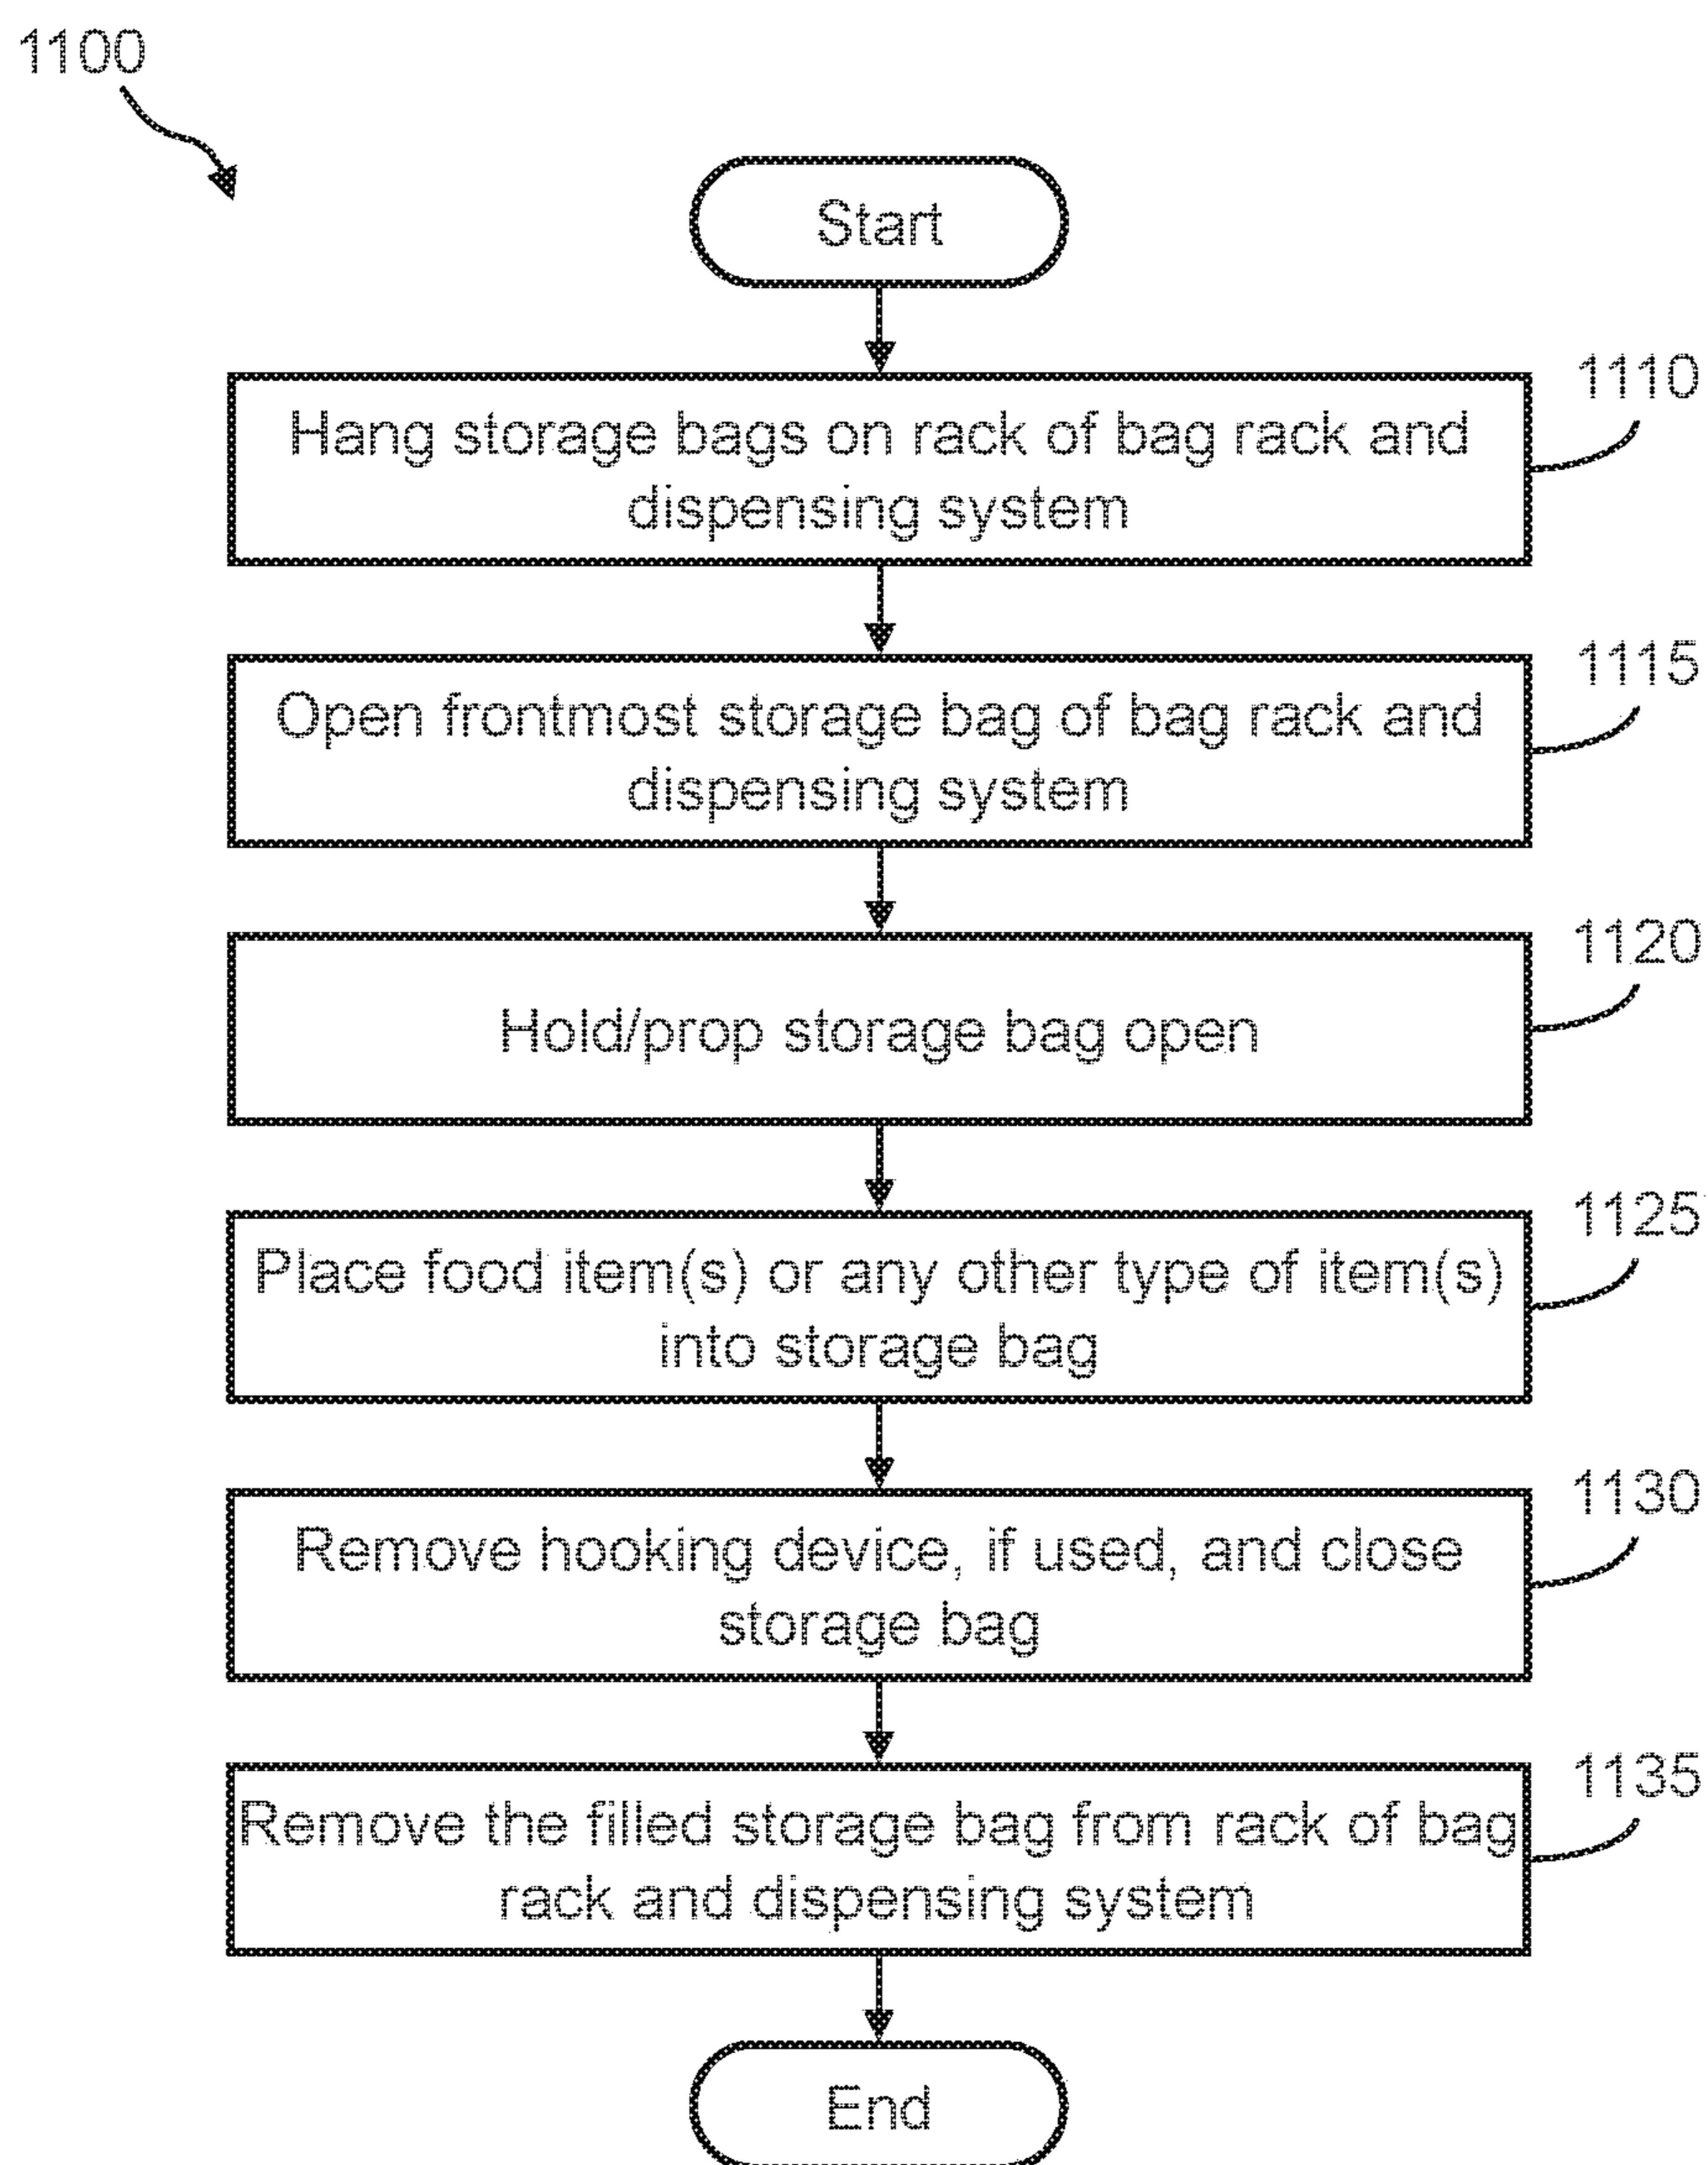 1100
Start
1110
Hang storage bags on rack of bag rack and
dispensing system
1115
Open frontmost storage bag of bag rack and
dispensing system
1120
Hold/prop storage bag open
1125
Place food item(s) or any other type of item(s)
into storage bag
1130
Remove hooking device, if used, and close
storage bag
1135
Remove the filled storage bag from rack of bag
rack and dispensing system
End